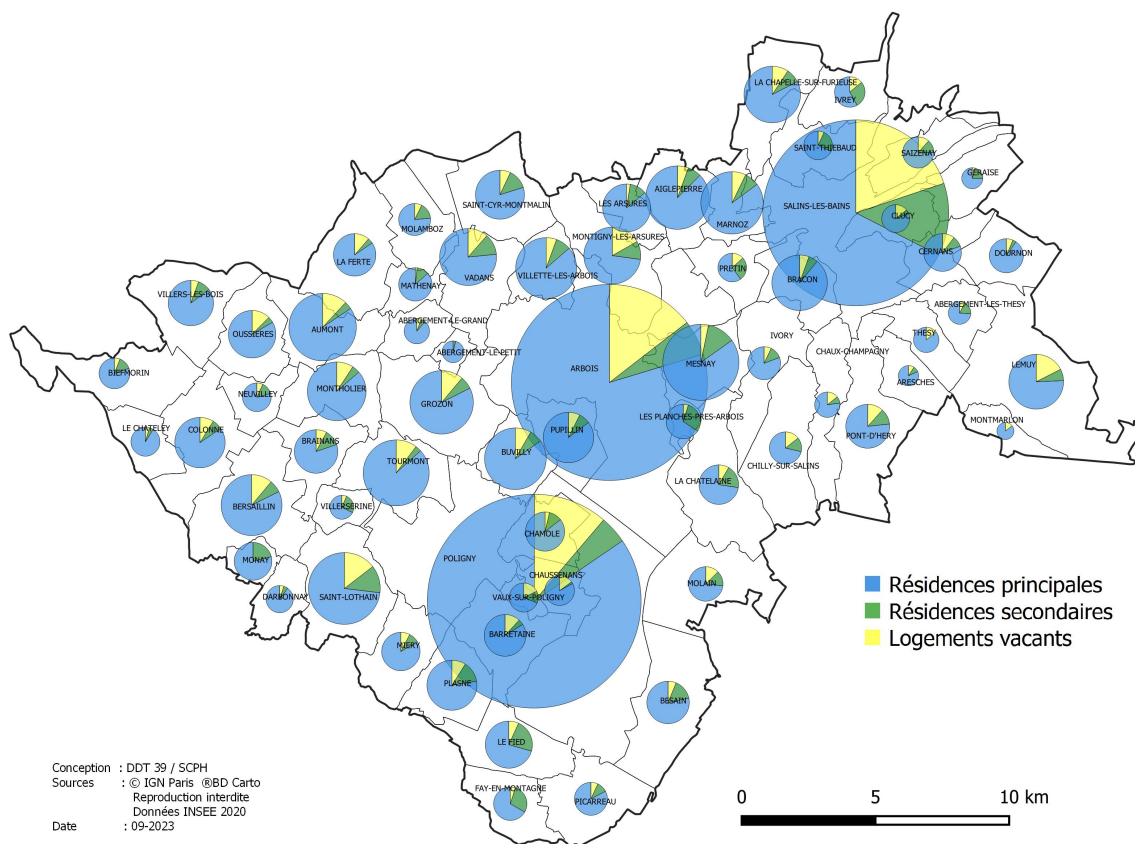 LA CHAPELLE-SUR-FURIEUSE
IVREY
SAINT-THIEBAUD
SAIZENAY
GERAISE
AIGLEPIERRE
LES ARSURES
SAINT-CYR-MONTMALIN
SALINS-LES-BAINS
CLUCY
MOLAMBOZ
MARNOZ
MONTIGNY-LES-ARSURES
CERNANS
DOURNON
LA FERTE
VADANS
VILLETTE-LES-ARBOIS
PRETIN
BRACON
MATHENAY
VILLERS-LES-BOIS
ABERGEMENT-LES-THESY
ABERGEMENT-LE-GRAND
AUMONT
OUSSIERES
THESY
IVORY
ABERGEMENT-LE-PETIT
CHAUX-CHAMPAGNY
MESNAY
LEMUY
ARBOIS
BIEFMORIN
ARESCHES
MONTHOLIER
NEUVILLEY
GROZON
LES PLANCHES-PRES-ARBOIS
MONTMARLON
PONT-D'HERY
LE CHATELEY
COLONNE
PUPILLIN
BRAINANS
BUVILLY
TOURMONT
CHILLY-SUR-SALINS
LA CHATELAINE
BERSAILLIN
VILLERSERINE
CHAMOLE
POLIGNY
MONAY
CHAUSSENANS
MOLAIN
DARBONNAY
SAINT-LOTHAIN
VAUX-SUR-POLIGNY
BARRETAINE
MIERY
PLASNE
BESAIN
LE FIED
FAY-EN-MONTAGNE
PICARREAU
Résidences principales
Résidences secondaires
Logements vacants
Conception : DDT 39 / SCPH
Sources : © IGN Paris ®BD Carto
Reproduction interdite
Données INSEE 2020
Date : 09-2023
0 5 10 km